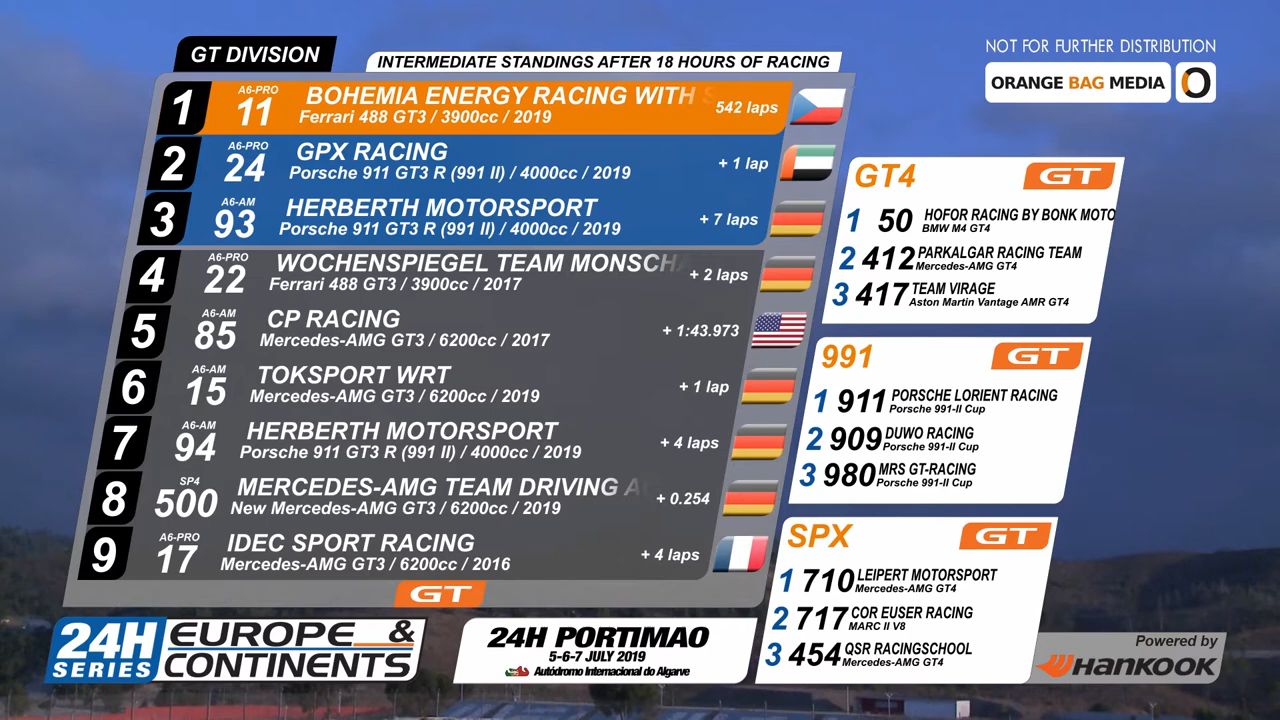 GT DIVISION
INTERMEDIATE STANDINGS AFTER 18 HOURS OF RACING
NOT FOR FURTHER DISTRIBUTION
ORANGE BAG MEDIA
1 A6-PRO 11 BOHEMIA ENERGY RACING WITH S 542 laps
Ferrari 488 GT3 / 3900cc / 2019
2 A6-PRO 24 GPX RACING + 1 lap
Porsche 911 GT3 R (991 II) / 4000cc / 2019
3 A6-AM 93 HERBERTH MOTORSPORT + 7 laps
Porsche 911 GT3 R (991 II) / 4000cc / 2019
4 A6-PRO 22 WOCHENSPIEGEL TEAM MONSCHA + 2 laps
Ferrari 488 GT3 / 3900cc / 2017
5 A6-AM 85 CP RACING + 1:43.973
Mercedes-AMG GT3 / 6200cc / 2017
6 A6-AM 15 TOKSPORT WRT + 1 lap
Mercedes-AMG GT3 / 6200cc / 2019
7 A6-AM 94 HERBERTH MOTORSPORT + 4 laps
Porsche 911 GT3 R (991 II) / 4000cc / 2019
8 SP4 500 MERCEDES-AMG TEAM DRIVING A + 0.254
New Mercedes-AMG GT3 / 6200cc / 2019
9 A6-PRO 17 IDEC SPORT RACING + 4 laps
Mercedes-AMG GT3 / 6200cc / 2016
GT
GT4 GT
1 50 HOFOR RACING BY BONK MOTO
BMW M4 GT4
2 412 PARKALGAR RACING TEAM
Mercedes-AMG GT4
3 417 TEAM VIRAGE
Aston Martin Vantage AMR GT4
991 GT
1 911 PORSCHE LORIENT RACING
Porsche 991-II Cup
2 909 DUWO RACING
Porsche 991-II Cup
3 980 MRS GT-RACING
Porsche 991-II Cup
SPX GT
1 710 LEIPERT MOTORSPORT
Mercedes-AMG GT4
2 717 COR EUSER RACING
MARC II V8
3 454 QSR RACINGSCHOOL
Mercedes-AMG GT4
24H SERIES
EUROPE & CONTINENTS
24H PORTIMAO
5-6-7 JULY 2019
Autódromo Internacional do Algarve
Powered by
HANKOOK